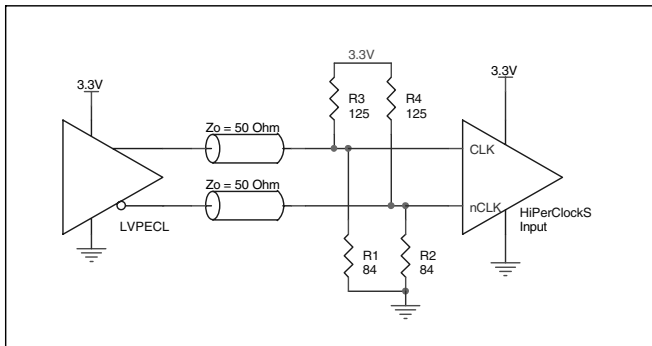 3.3V
3.3V
3.3V
R3
125
R4
125
Zo = 50 Ohm
CLK
Zo = 50 Ohm
nCLK
LVPECL
HiPerClockS
Input
R1
84
R2
84